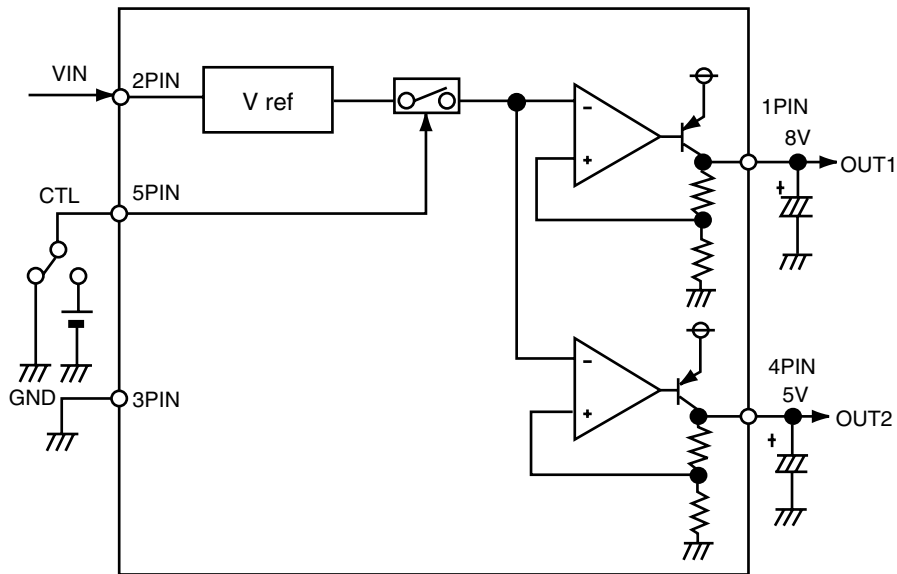 VIN
2PIN
V ref
CTL
5PIN
GND
3PIN
-
+
1PIN
8V
OUT1
+
-
+
4PIN
5V
OUT2
+